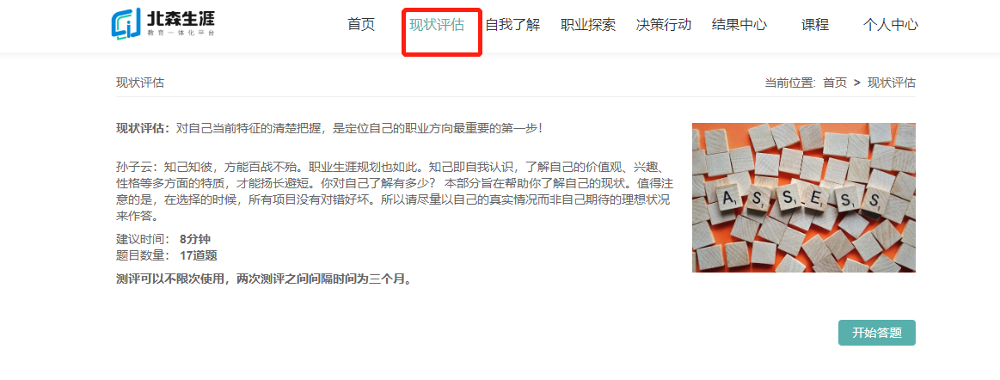 北森生涯
教育一体化平台
首页 现状评估 自我了解 职业探索 决策行动 结果中心 课程 个人中心
现状评估
当前位置: 首页 > 现状评估
现状评估：对自己当前特征的清楚把握，是定位自己的职业方向最重要的第一步！
孙子云：知己知彼，方能百战不殆。职业生涯规划也如此。知己即自我认识，了解自己的价值观、兴趣、
性格等多方面的特质，才能扬长避短。你对自己了解有多少？ 本部分旨在帮助你了解自己的现状。值得注
意的是，在选择的时候，所有项目没有对错好坏。所以请尽量以自己的真实情况而非自己期待的理想状况
来作答。
建议时间： 8分钟
题目数量： 17道题
测评可以不限次使用，两次测评之间间隔时间为三个月。
ASSESS
开始答题